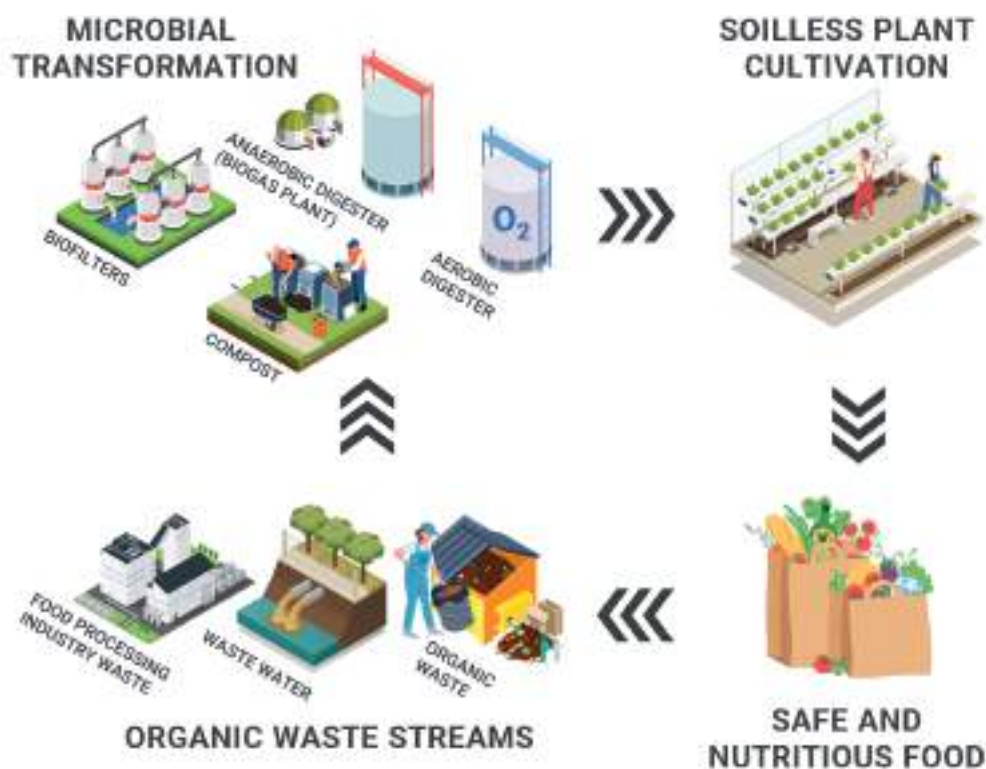 MICROBIAL
TRANSFORMATION
SOILLESS PLANT
CULTIVATION
BIOFILTERS
ANAEROBIC DIGESTER
(BIOGAS PLANT)
O2
AEROBIC
DIGESTER
COMPOST
FOOD PROCESSING
INDUSTRY WASTE
WASTE WATER
ORGANIC
WASTE
ORGANIC WASTE STREAMS
SAFE AND
NUTRITIOUS FOOD